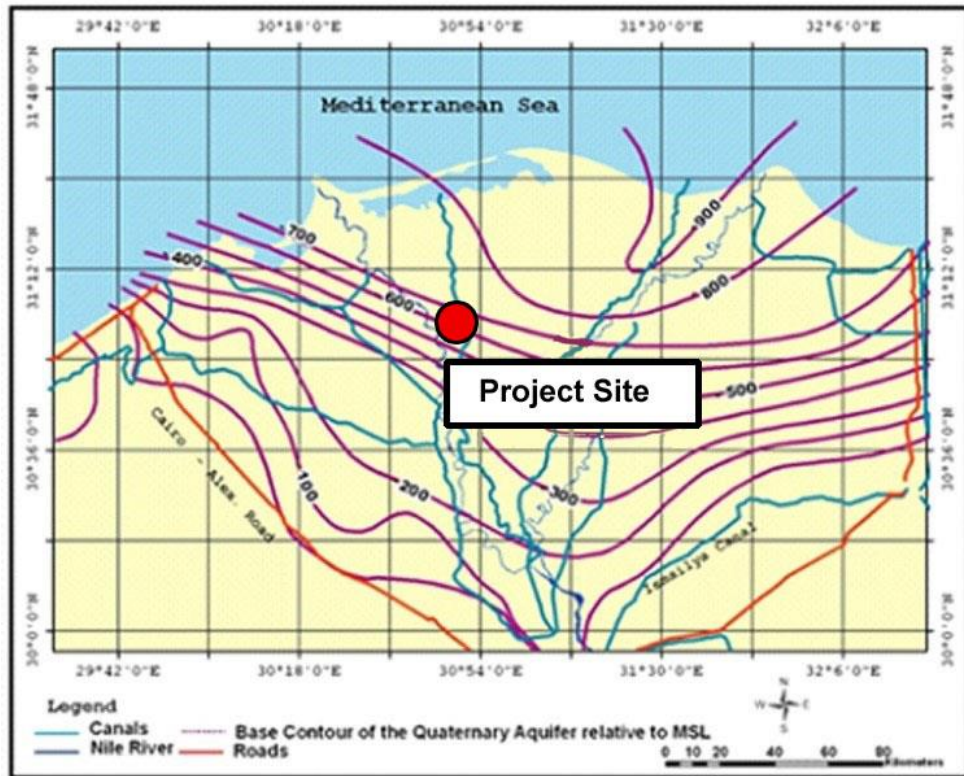 29°42'0"E 30°18'0"E 30°54'0"E 31°30'0"E 32°6'0"E
31°48'0"N 31°48'0"N
Mediterranean Sea
700
900
400
31°12'0"N 31°12'0"N
600
800
Project Site
500
Cairo - Alex. Road
30°36'0"N 30°36'0"N
100
200
300
Ismailya Canal
30°0'0"N 30°0'0"N
29°42'0"E 30°18'0"E 30°54'0"E 31°30'0"E 32°6'0"E
Legend
Canals
Base Contour of the Quaternary Aquifer relative to MSL
Nile River
Roads
N
W E
S
0 10 20 40 60 80
Kilometers